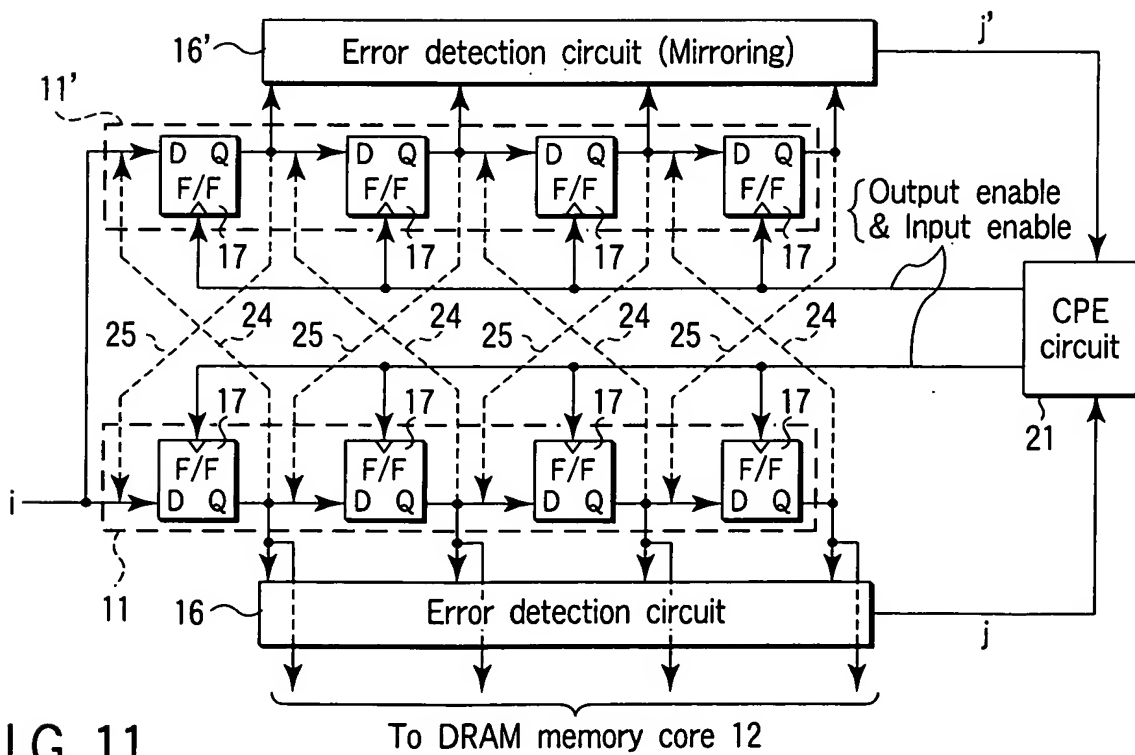 16'
Error detection circuit (Mirroring)
j'
11'
D Q
F/F
17
D Q
F/F
17
D Q
F/F
17
D Q
F/F
17
Output enable
& Input enable
25
24
25
24
25
24
25
24
CPE
circuit
21
17
F/F
D Q
17
F/F
D Q
17
F/F
D Q
17
F/F
D Q
i
11
16
Error detection circuit
j
To DRAM memory core 12
IG. 11